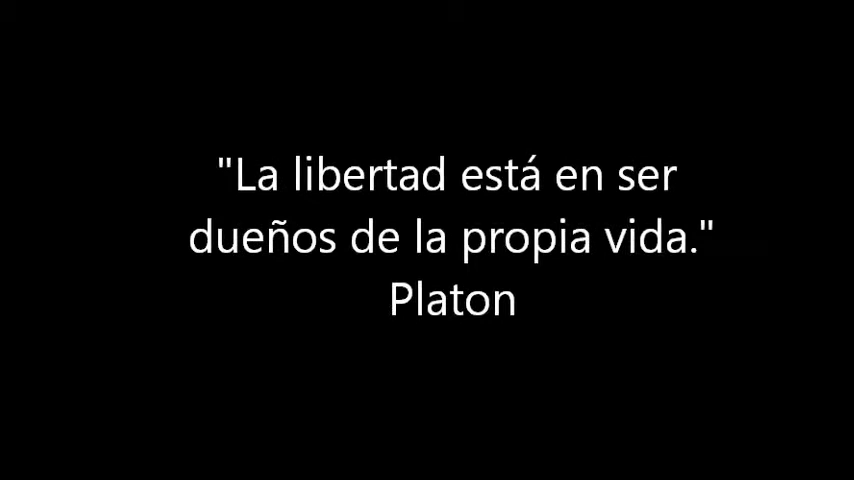 "La libertad está en ser
dueños de la propia vida."
Platon